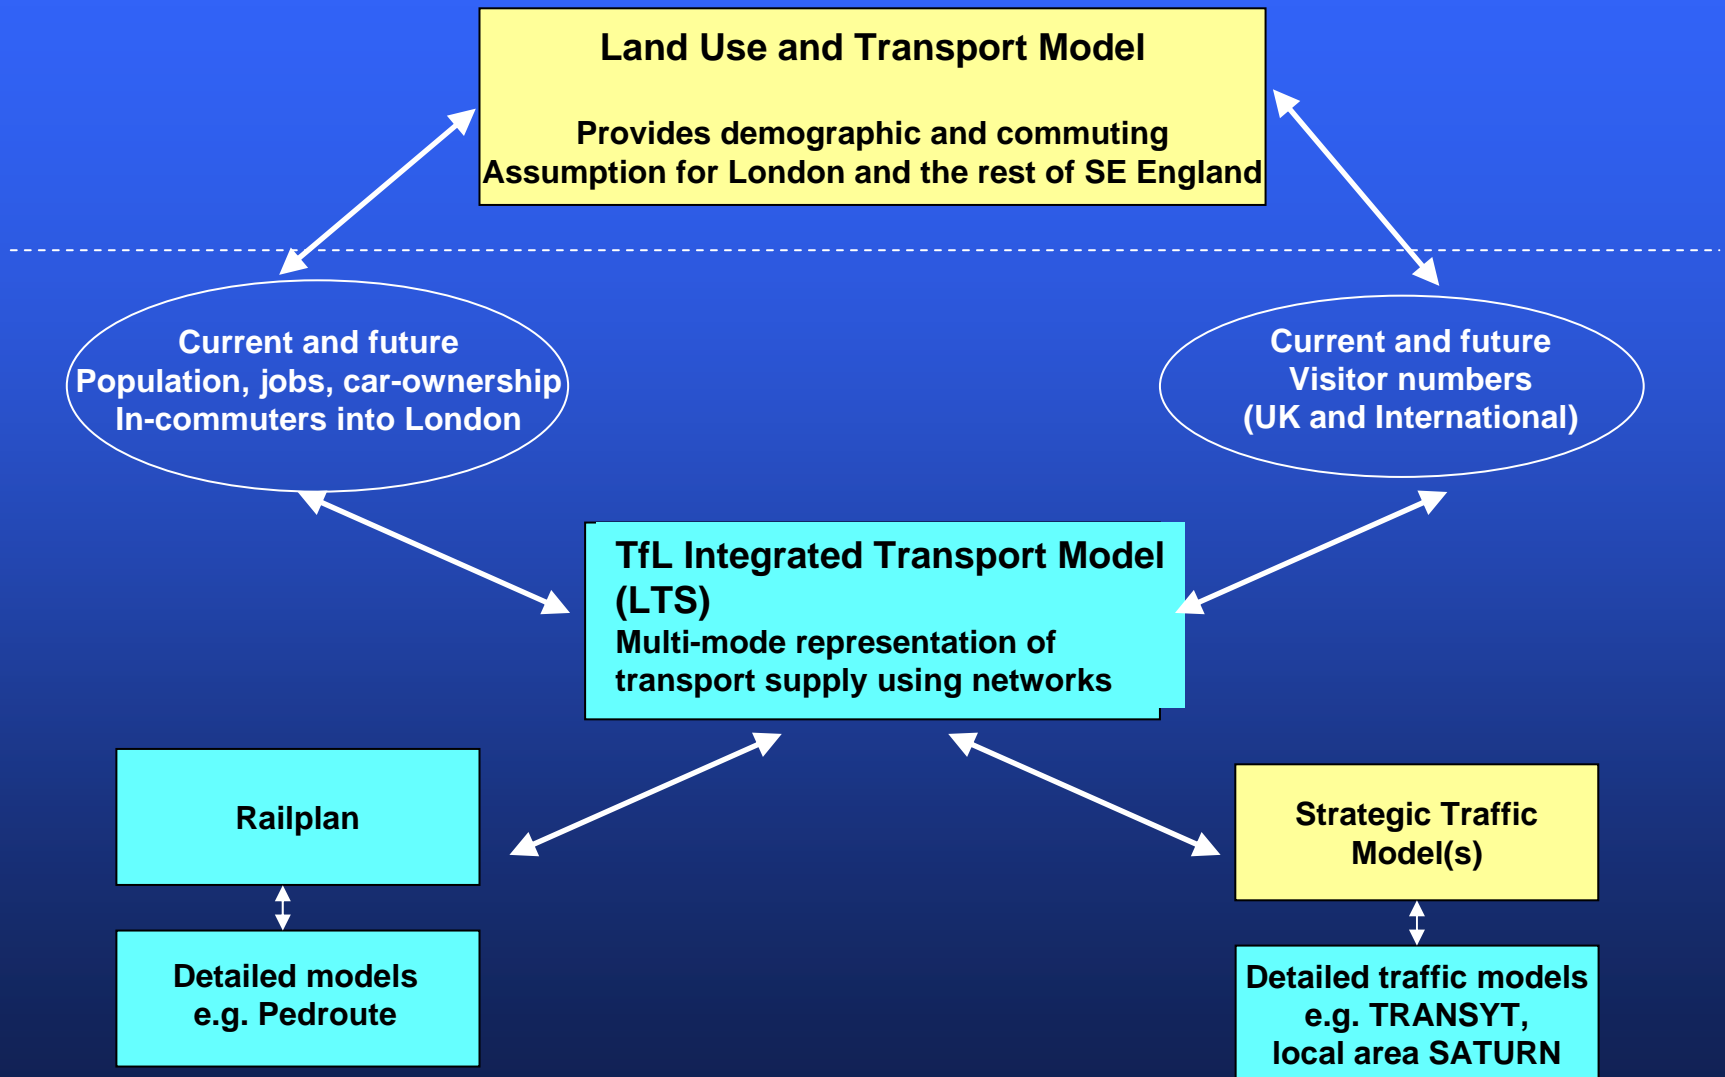 Land Use and Transport Model
Provides demographic and commuting
Assumption for London and the rest of SE England
Current and future
Population, jobs, car-ownership
In-commuters into London
Current and future
Visitor numbers
(UK and International)
TfL Integrated Transport Model
(LTS)
Multi-mode representation of
transport supply using networks
Railplan
Strategic Traffic
Model(s)
Detailed models
e.g. Pedroute
Detailed traffic models
e.g. TRANSYT,
local area SATURN